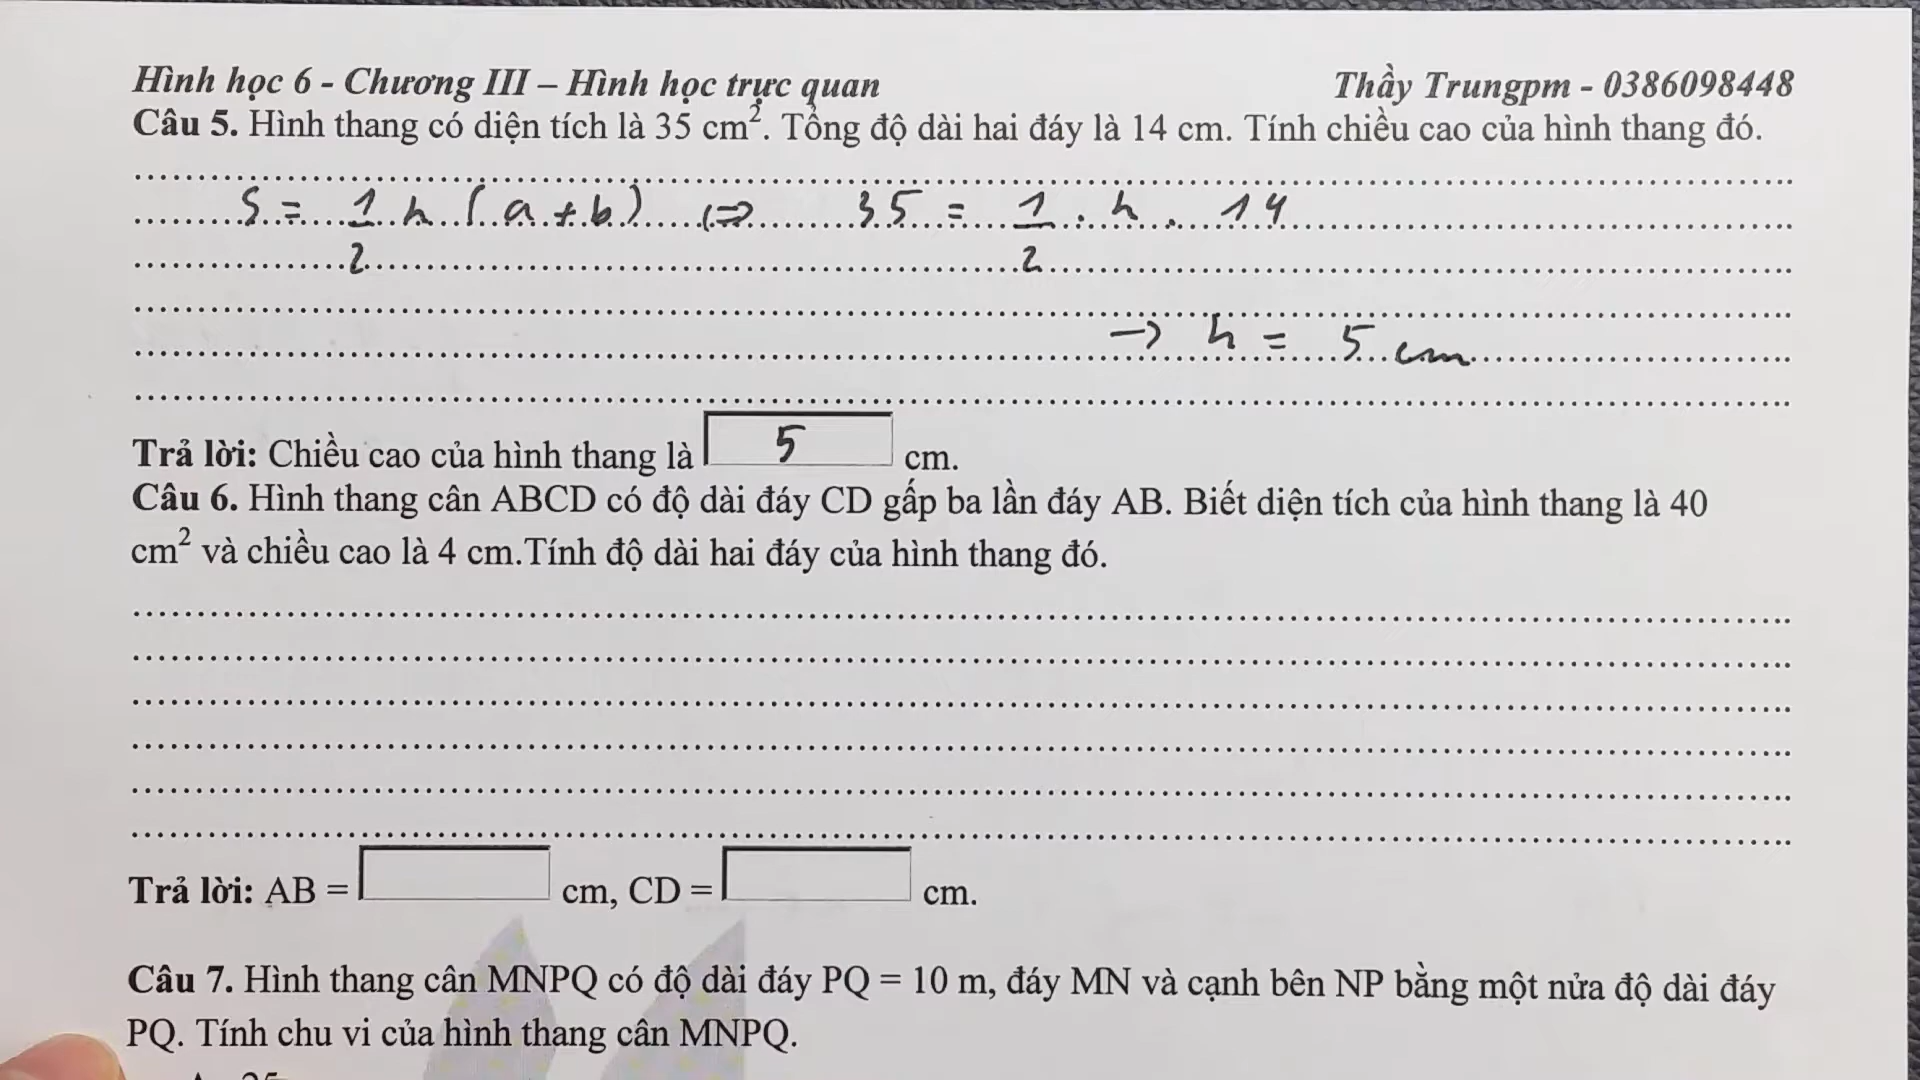 Hình học 6 - Chương III – Hình học trực quan Thầy Trungpm - 0386098448
Câu 5. Hình thang có diện tích là 35 cm². Tổng độ dài hai đáy là 14 cm. Tính chiều cao của hình thang đó.
S = 1/2 h (a + b) <=> 35 = 1/2 . h . 14
→ h = 5 cm
Trả lời: Chiều cao của hình thang là 5 cm.
Câu 6. Hình thang cân ABCD có độ dài đáy CD gấp ba lần đáy AB. Biết diện tích của hình thang là 40
cm² và chiều cao là 4 cm.Tính độ dài hai đáy của hình thang đó.
Trả lời: AB = cm, CD = cm.
Câu 7. Hình thang cân MNPQ có độ dài đáy PQ = 10 m, đáy MN và cạnh bên NP bằng một nửa độ dài đáy
PQ. Tính chu vi của hình thang cân MNPQ.